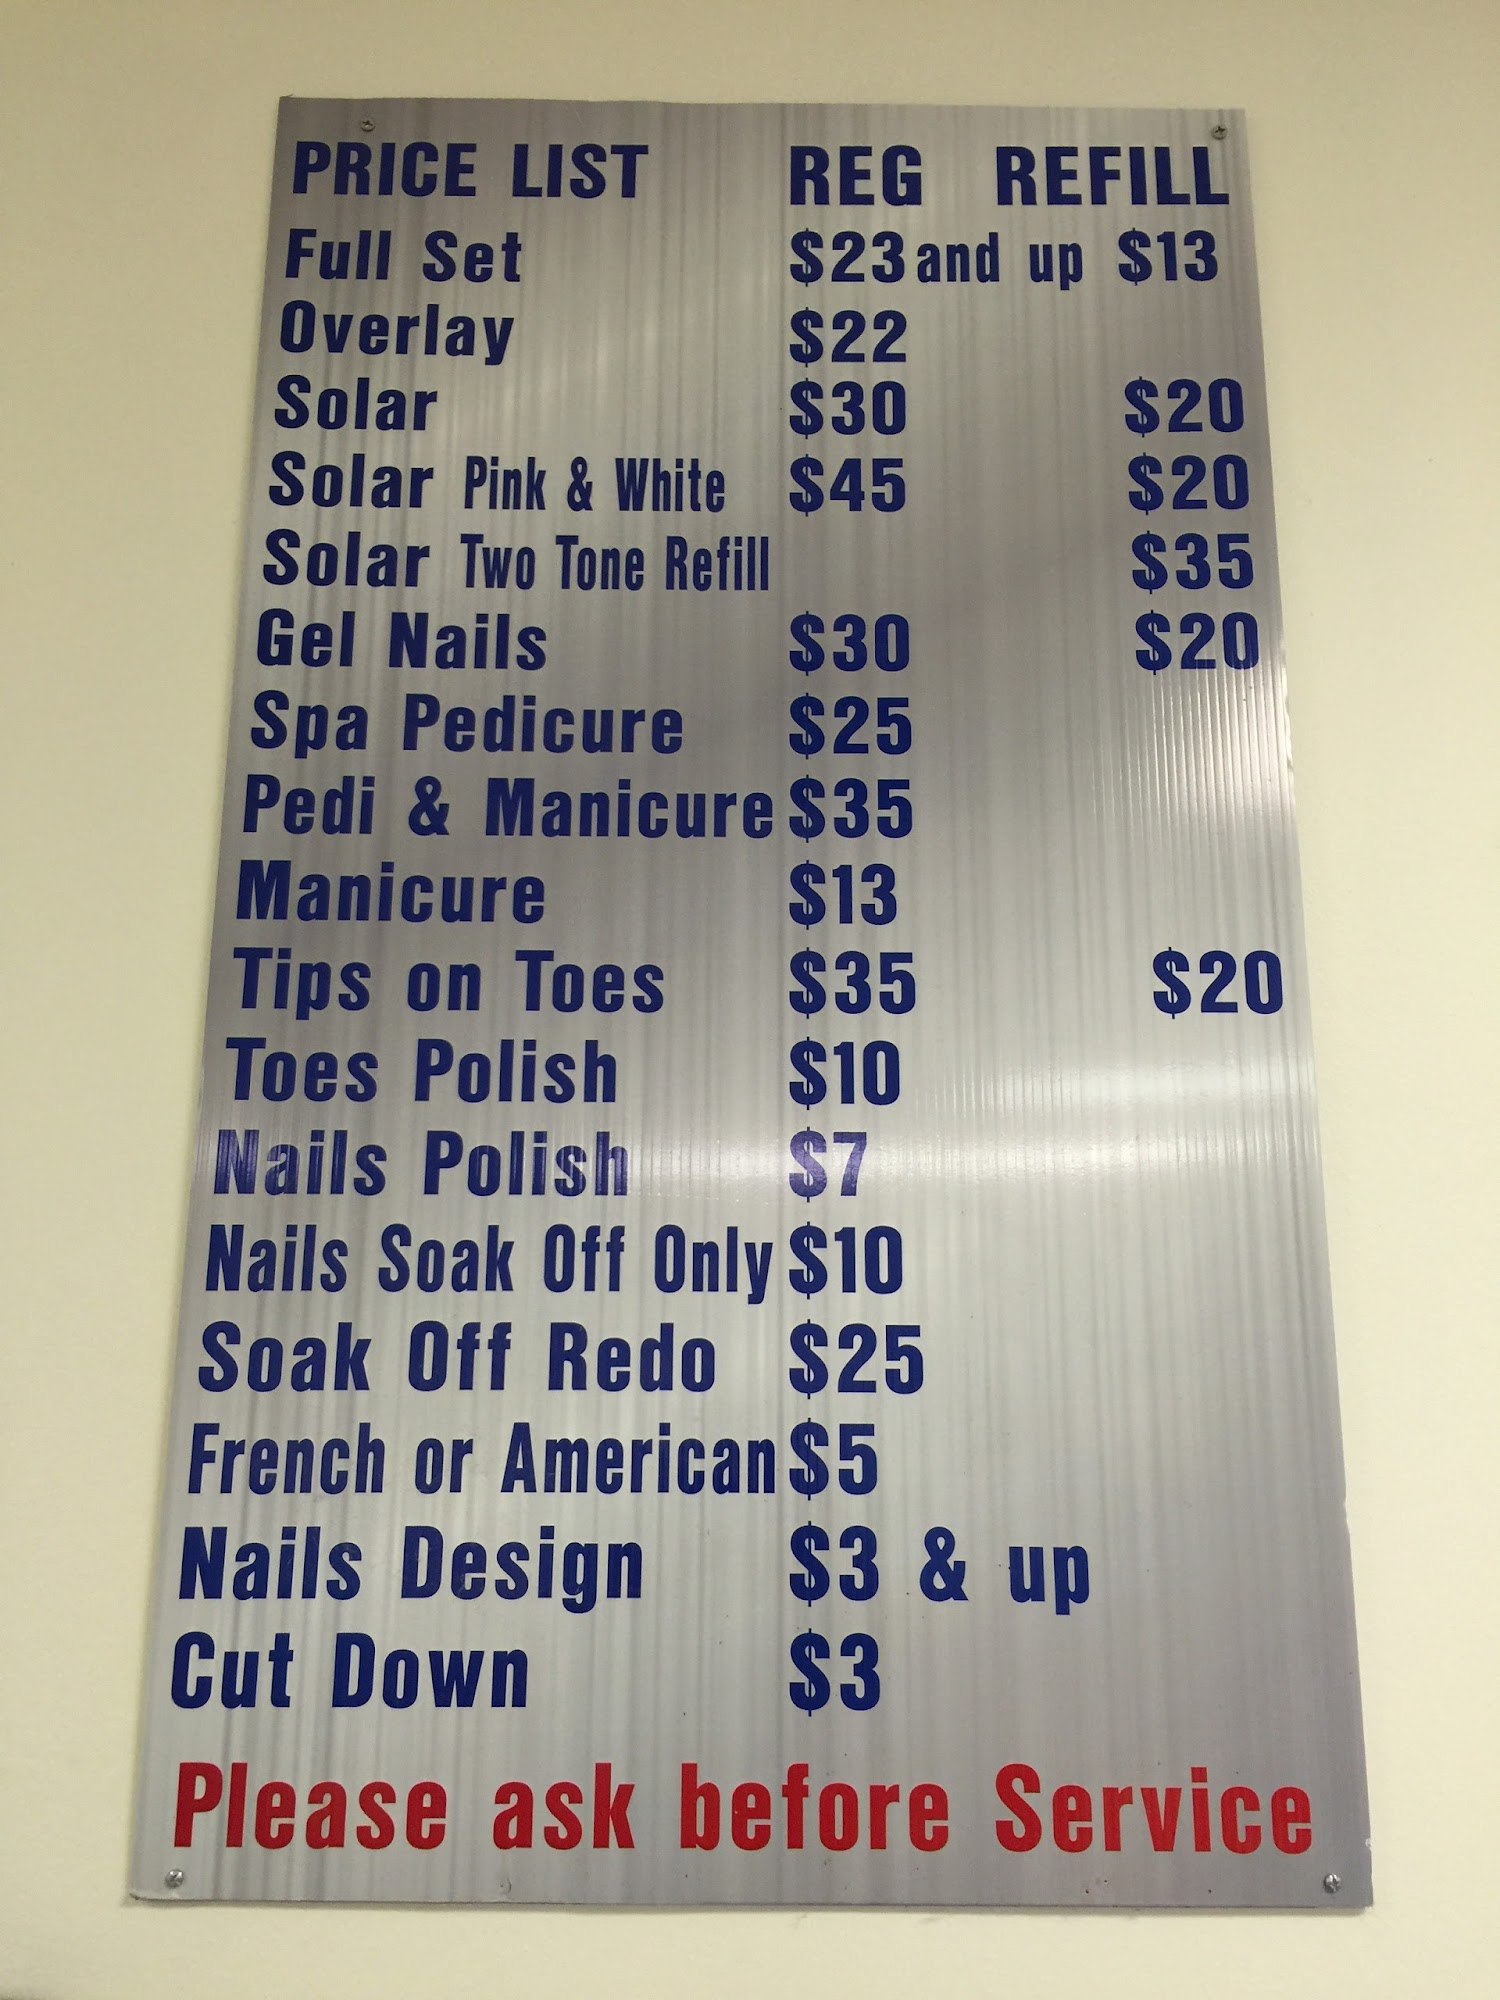 PRICE LIST REG REFILL
Full Set $23 and up $13
Overlay $22
Solar $30 $20
Solar Pink & White $45 $20
Solar Two Tone Refill $35
Gel Nails $30 $20
Spa Pedicure $25
Pedi & Manicure $35
Manicure $13
Tips on Toes $35 $20
Toes Polish $10
Nails Polish $7
Nails Soak Off Only $10
Soak Off Redo $25
French or American $5
Nails Design $3 & up
Cut Down $3
Please ask before Service